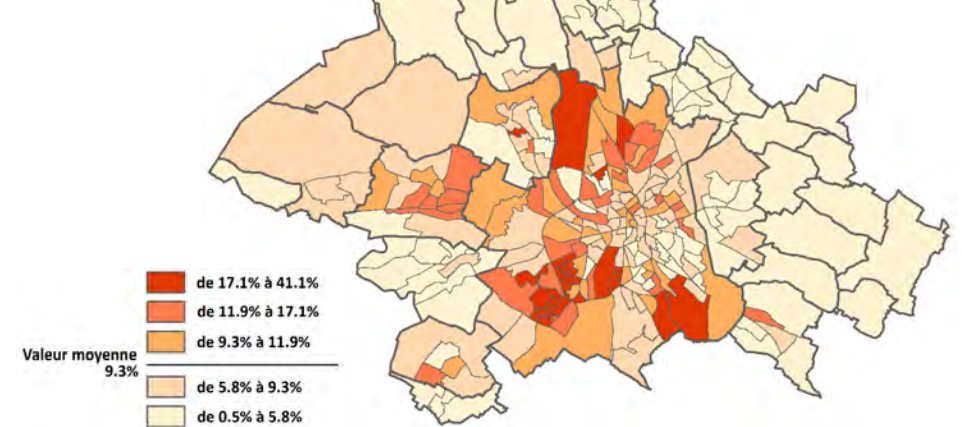 de 17.1% à 41.1%
de 11.9% à 17.1%
de 9.3% à 11.9%
Valeur moyenne
9.3%
de 5.8% à 9.3%
de 0.5% à 5.8%